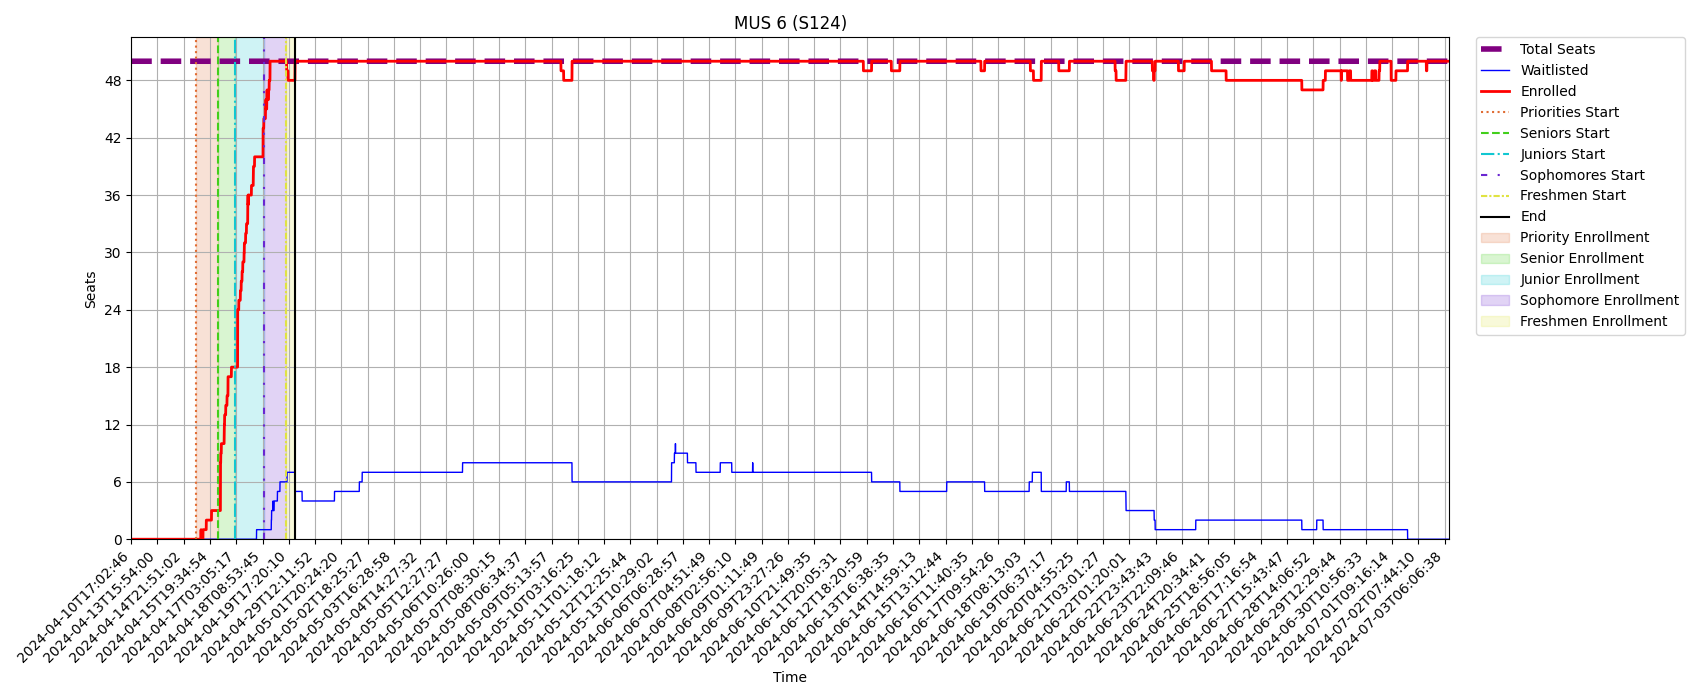 MUS 6 (S124)
Total Seats
Waitlisted
Enrolled
Priorities Start
Seniors Start
Juniors Start
Sophomores Start
Freshmen Start
End
Priority Enrollment
Senior Enrollment
Junior Enrollment
Sophomore Enrollment
Freshmen Enrollment
Seats
48
42
36
30
24
18
12
6
0
2024-04-10T17:02:46
2024-04-13T15:54:00
2024-04-14T21:51:02
2024-04-15T19:34:54
2024-04-17T03:05:17
2024-04-18T08:53:45
2024-04-19T17:20:10
2024-04-29T12:11:52
2024-05-01T20:24:20
2024-05-02T18:25:27
2024-05-03T16:28:58
2024-05-04T14:27:32
2024-05-05T12:27:27
2024-05-06T10:26:00
2024-05-07T08:30:15
2024-05-08T06:34:37
2024-05-09T05:13:57
2024-05-10T03:16:25
2024-05-11T01:18:12
2024-05-12T12:25:44
2024-05-13T10:29:02
2024-06-06T06:28:57
2024-06-07T04:51:49
2024-06-08T02:56:10
2024-06-09T01:11:49
2024-06-09T23:27:26
2024-06-10T21:49:35
2024-06-11T20:05:31
2024-06-12T18:20:59
2024-06-13T16:38:35
2024-06-14T14:59:13
2024-06-15T13:12:44
2024-06-16T11:40:35
2024-06-17T09:54:26
2024-06-18T08:13:03
2024-06-19T06:37:17
2024-06-20T04:55:25
2024-06-21T03:01:27
2024-06-22T01:20:01
2024-06-22T23:43:43
2024-06-23T22:09:46
2024-06-24T20:34:41
2024-06-25T18:56:05
2024-06-26T17:16:54
2024-06-27T15:43:47
2024-06-28T14:06:52
2024-06-29T12:29:44
2024-06-30T10:56:33
2024-07-01T09:16:14
2024-07-02T07:44:10
2024-07-03T06:06:38
Time